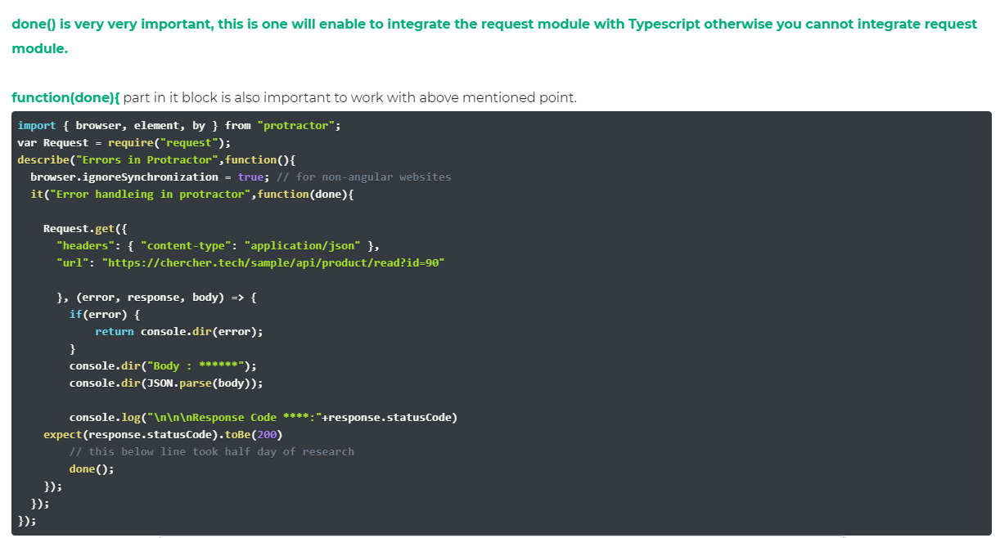 done() is very very important, this is one will enable to integrate the request module with Typescript otherwise you cannot integrate request
module.
function(done){ part in it block is also important to work with above mentioned point.
import { browser, element, by } from "protractor";
var Request = require("request");
describe("Errors in Protractor",function(){
  browser.ignoreSynchronization = true; // for non-angular websites
  it("Error handleing in protractor",function(done){
    Request.get({
      "headers": { "content-type": "application/json" },
      "url": "https://chercher.tech/sample/api/product/read?id=90"
      }, (error, response, body) => {
        if(error) {
            return console.dir(error);
        }
        console.dir("Body : ******");
        console.dir(JSON.parse(body));
        console.log("\n\n\nResponse Code ****:"+response.statusCode)
    expect(response.statusCode).toBe(200)
        // this below line took half day of research
        done();
    });
  });
});